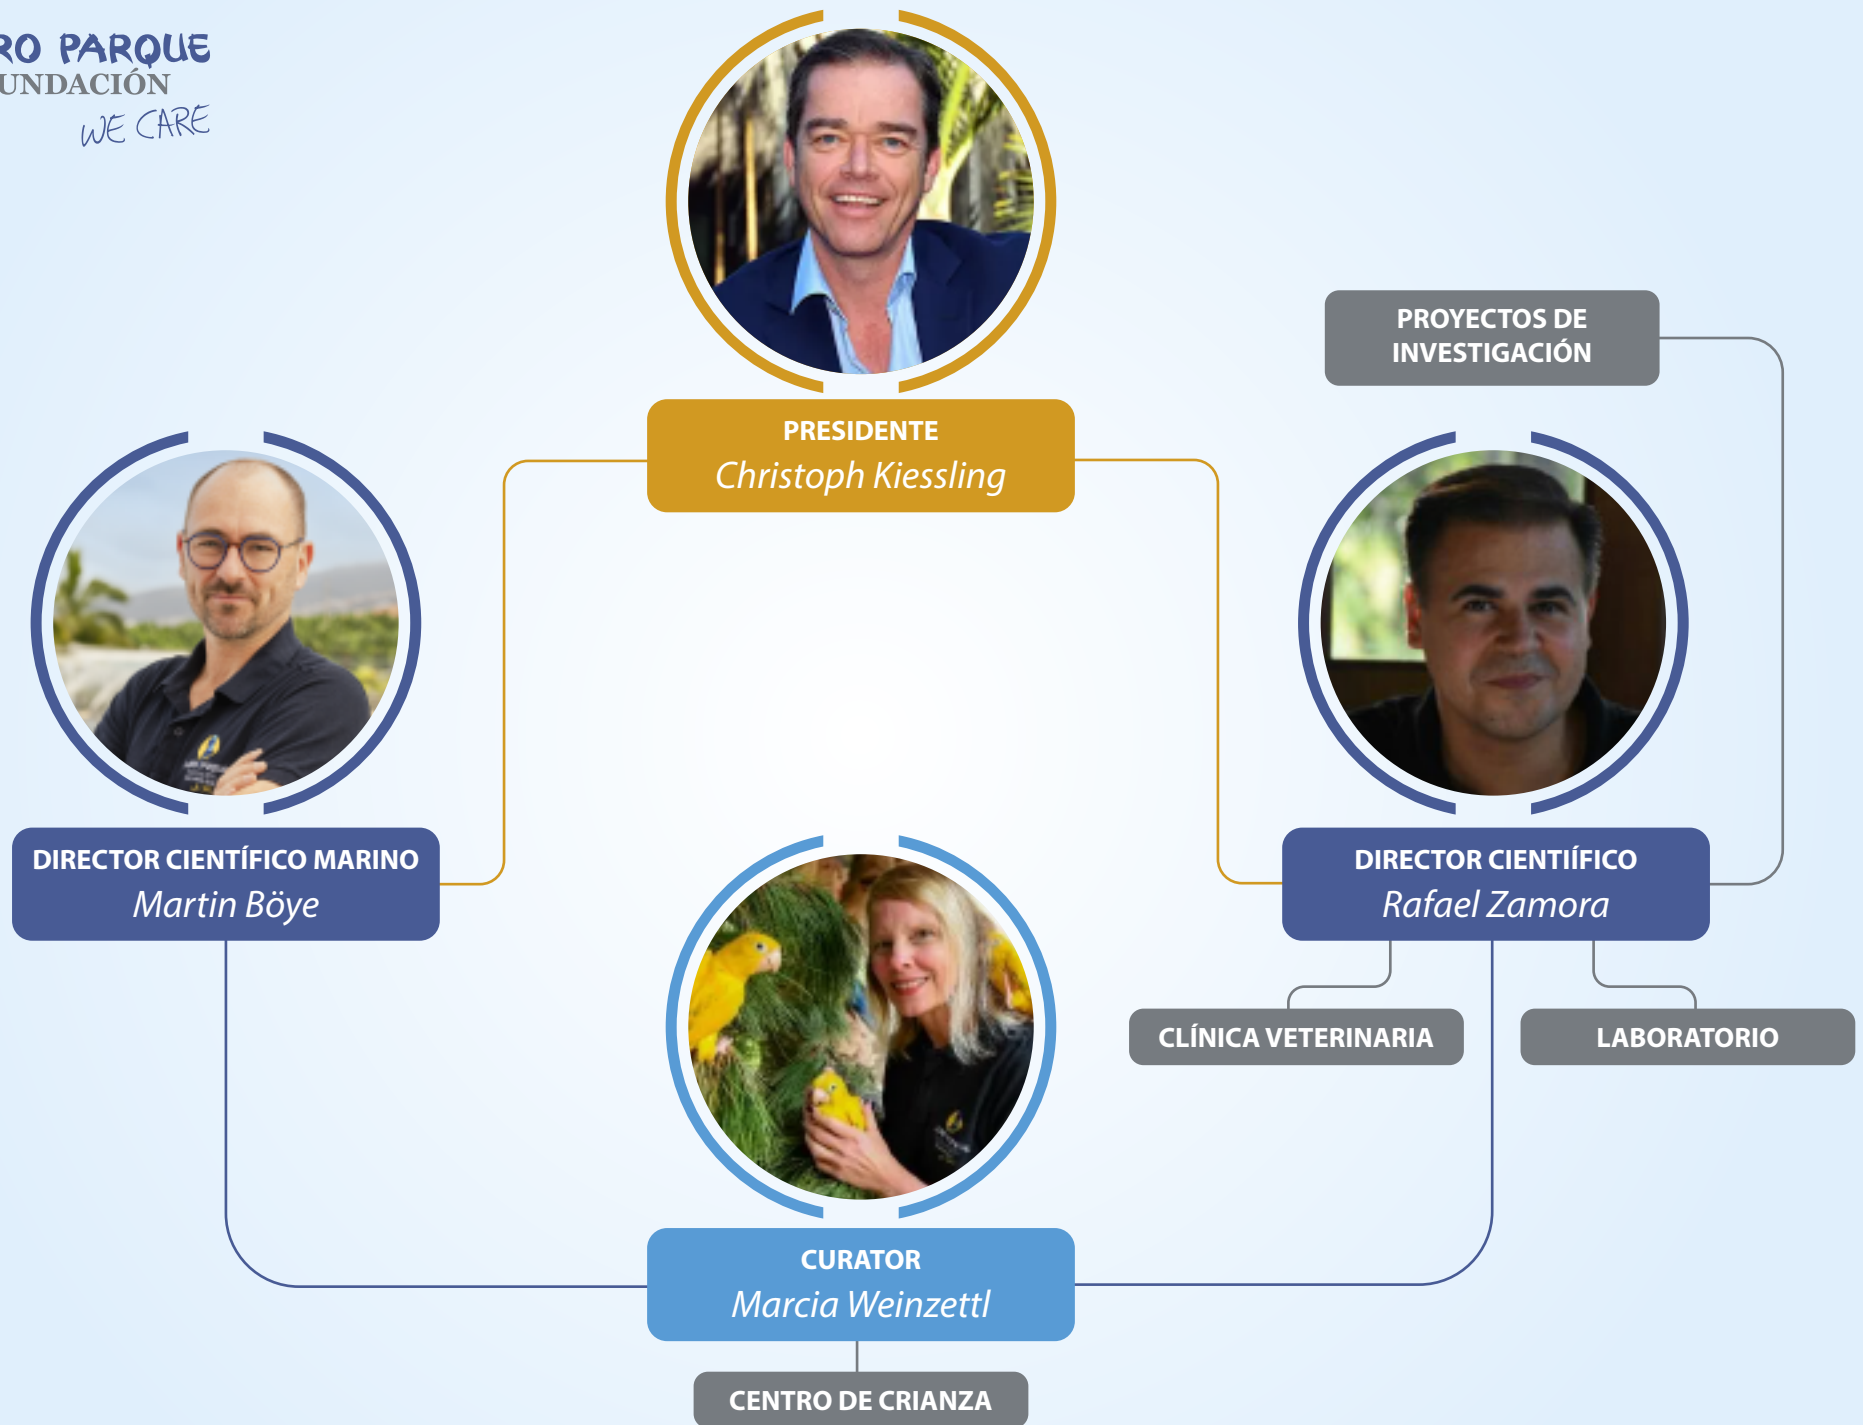 RO PARQUE
UNDACIÓN
WE CARE
PRESIDENTE
Christoph Kiessling
PROYECTOS DE
INVESTIGACIÓN
DIRECTOR CIENTÍFICO MARINO
Martin Böye
DIRECTOR CIENTIÍFICO
Rafael Zamora
CLÍNICA VETERINARIA
LABORATORIO
CURATOR
Marcia Weinzettl
CENTRO DE CRIANZA